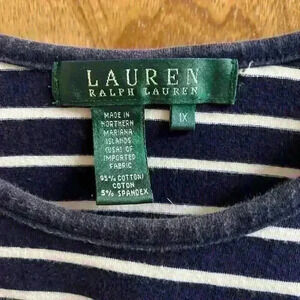 LAUREN
RALPH LAUREN
1X
MADE IN
NORTHERN
MARIANA
ISLANDS
(USA) OF
IMPORTED
FABRIC
95% COTTON/
COTON
5% SPANDEX